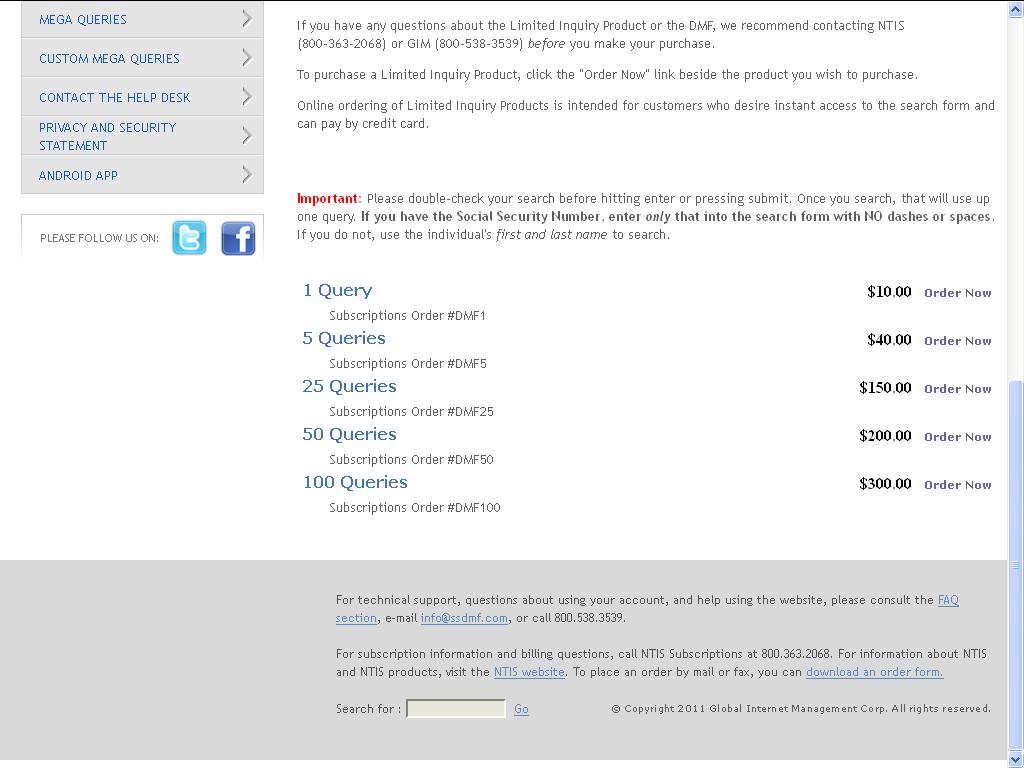 MEGA QUERIES
CUSTOM MEGA QUERIES
CONTACT THE HELP DESK
PRIVACY AND SECURITY
STATEMENT
ANDROID APP
PLEASE FOLLOW US ON:
If you have any questions about the Limited Inquiry Product or the DMF, we recommend contacting NTIS
(800-363-2068) or GIM (800-538-3539) before you make your purchase.
To purchase a Limited Inquiry Product, click the "Order Now" link beside the product you wish to purchase.
Online ordering of Limited Inquiry Products is intended for customers who desire instant access to the search form and
can pay by credit card.
Important: Please double-check your search before hitting enter or pressing submit. Once you search, that will use up
one query. If you have the Social Security Number, enter only that into the search form with NO dashes or spaces.
If you do not, use the individual's first and last name to search.
1 Query $10.00 Order Now
Subscriptions Order #DMF1
5 Queries $40.00 Order Now
Subscriptions Order #DMF5
25 Queries $150.00 Order Now
Subscriptions Order #DMF25
50 Queries $200.00 Order Now
Subscriptions Order #DMF50
100 Queries $300.00 Order Now
Subscriptions Order #DMF100
For technical support, questions about using your account, and help using the website, please consult the FAQ
section, e-mail info@ssdmf.com, or call 800.538.3539.
For subscription information and billing questions, call NTIS Subscriptions at 800.363.2068. For information about NTIS
and NTIS products, visit the NTIS website. To place an order by mail or fax, you can download an order form.
Search for : Go © Copyright 2011 Global Internet Management Corp. All rights reserved.